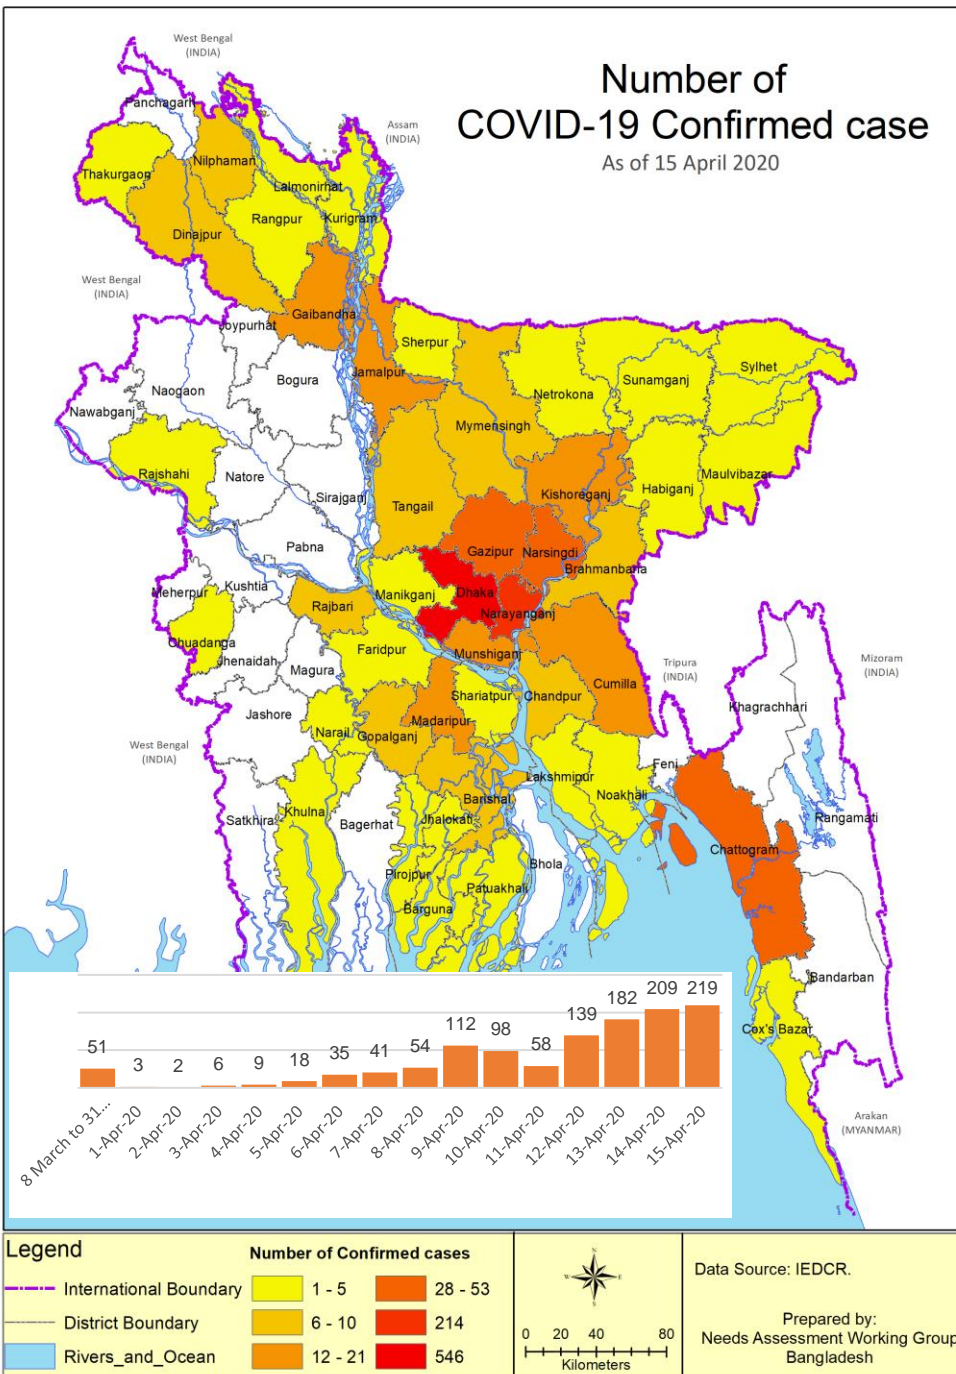 West Bengal
(INDIA)
Number of
COVID-19 Confirmed case
As of 15 April 2020
Panchagarh
Assam
(INDIA)
Nilphamari
Thakurgaon
Lalmonirhat
Rangpur
Kurigram
Dinajpur
West Bengal
(INDIA)
Gaibandha
Joypurhat
Sherpur
Jamalpur
Bogura
Naogaon
Nawabganj
Netrokona
Sunamganj
Sylhet
Mymensingh
Rajshahi
Natore
Sirajganj
Tangail
Kishoreganj
Habiganj
Maulvibazar
Pabna
Gazipur
Narsingdi
Brahmanbaria
Meherpur
Kushtia
Rajbari
Manikganj
Dhaka
Narayanganj
Chuadanga
Jhenaidah
Magura
Faridpur
Munshiganj
Shariatpur
Chandpur
Cumilla
Tripura
(INDIA)
Mizoram
(INDIA)
Khagrachhari
Jashore
Narail
Gopalganj
Madaripur
West Bengal
(INDIA)
Lakshmipur
Noakhali
Feni
Satkhira
Khulna
Bagerhat
Jhalokati
Barishal
Bhola
Rangamati
Chattogram
Pirojpur
Patuakhali
Barguna
Bandarban
Cox's Bazar
Arakan
(MYANMAR)
51
3
2
6
9
18
35
41
54
112
98
58
139
182
209
219
8 March to 31...
1-Apr-20
2-Apr-20
3-Apr-20
4-Apr-20
5-Apr-20
6-Apr-20
7-Apr-20
8-Apr-20
9-Apr-20
10-Apr-20
11-Apr-20
12-Apr-20
13-Apr-20
14-Apr-20
15-Apr-20
Legend
International Boundary
District Boundary
Rivers_and_Ocean
Number of Confirmed cases
1 - 5
6 - 10
12 - 21
28 - 53
214
546
N
W
E
S
0 20 40 80
Kilometers
Data Source: IEDCR.
Prepared by:
Needs Assessment Working Group
Bangladesh